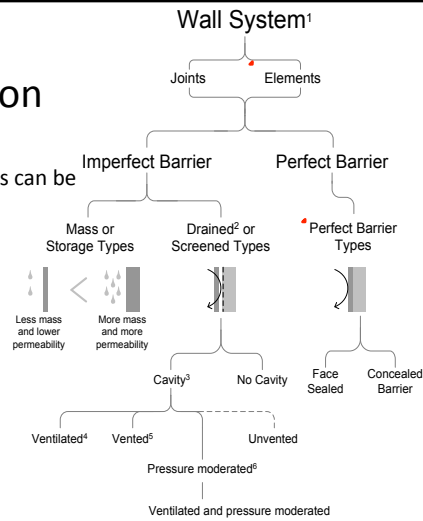 Wall System¹
Joints Elements
on
s can be
Imperfect Barrier Perfect Barrier
Mass or
Storage Types
Drained² or
Screened Types
Perfect Barrier
Types
Less mass
and lower
permeability
More mass
and more
permeability
Cavity³ No Cavity
Face
Sealed
Concealed
Barrier
Ventilated⁴ Vented⁵ Unvented
Pressure moderated⁶
Ventilated and pressure moderated